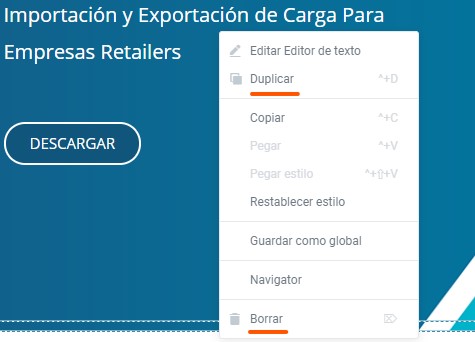 Importación y Exportación de Carga Para
Empresas Retailers
DESCARGAR
Editar Editor de texto
Duplicar ^+D
Copiar ^+C
Pegar ^+V
Pegar estilo ^+⇧+V
Restablecer estilo
Guardar como global
Navigator
Borrar ⌦